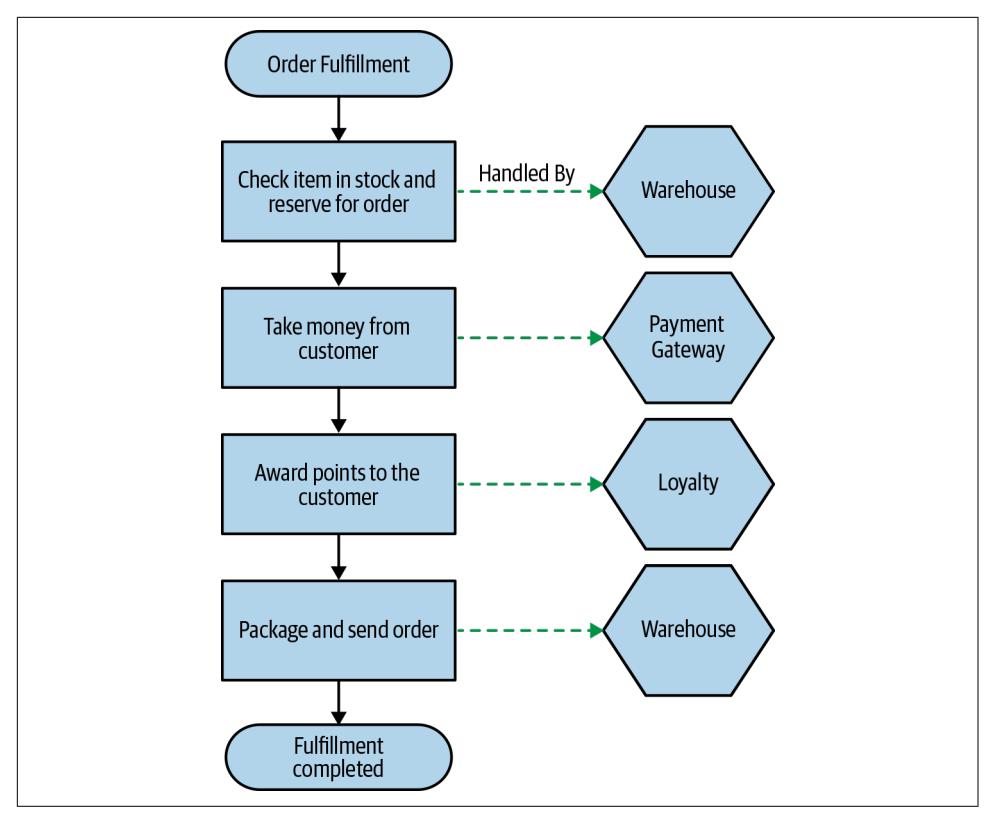 Order Fulfillment
Check item in stock and
reserve for order
Handled By
Warehouse
Take money from
customer
Payment
Gateway
Award points to the
customer
Loyalty
Package and send order
Warehouse
Fulfillment
completed